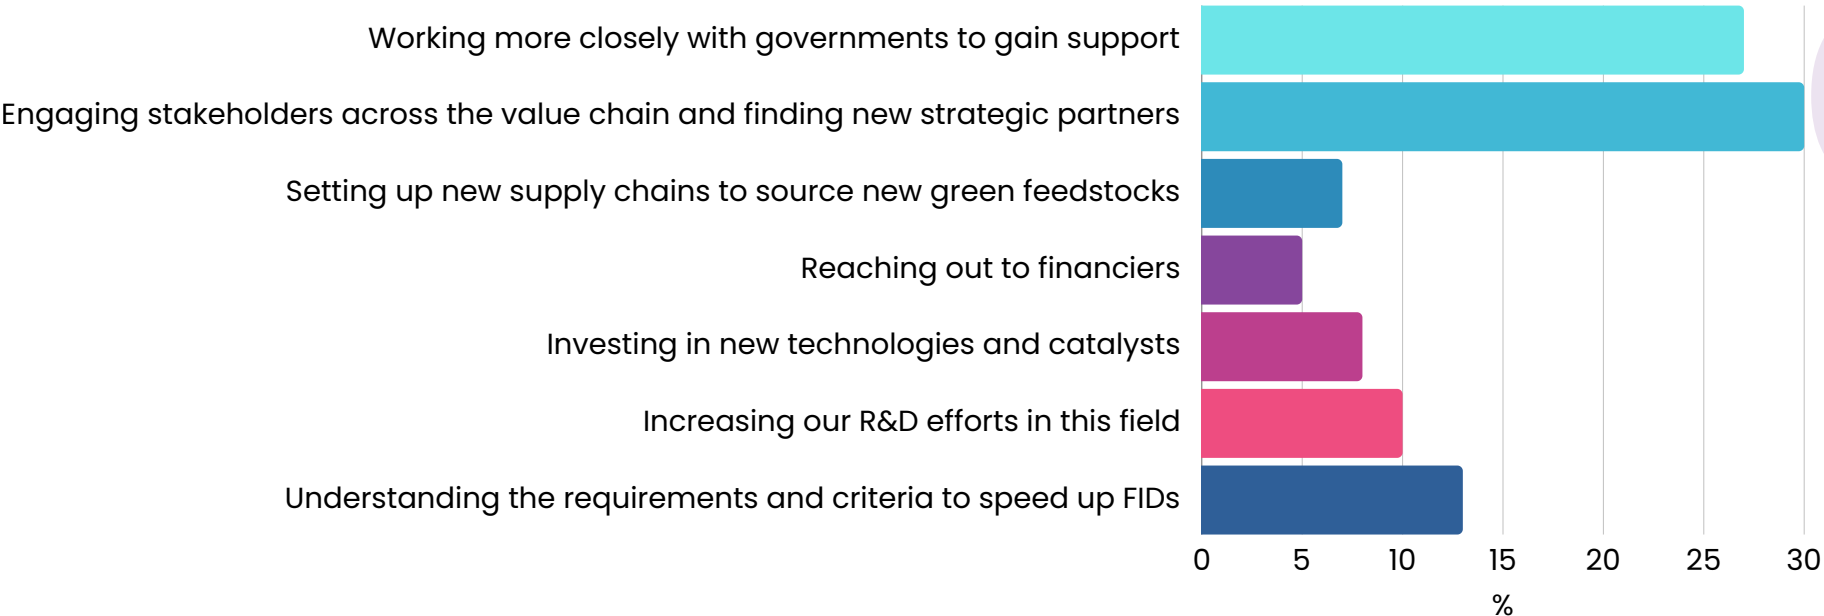 Working more closely with governments to gain support
Engaging stakeholders across the value chain and finding new strategic partners
Setting up new supply chains to source new green feedstocks
Reaching out to financiers
Investing in new technologies and catalysts
Increasing our R&D efforts in this field
Understanding the requirements and criteria to speed up FIDs
0 5 10 15 20 25 30
%